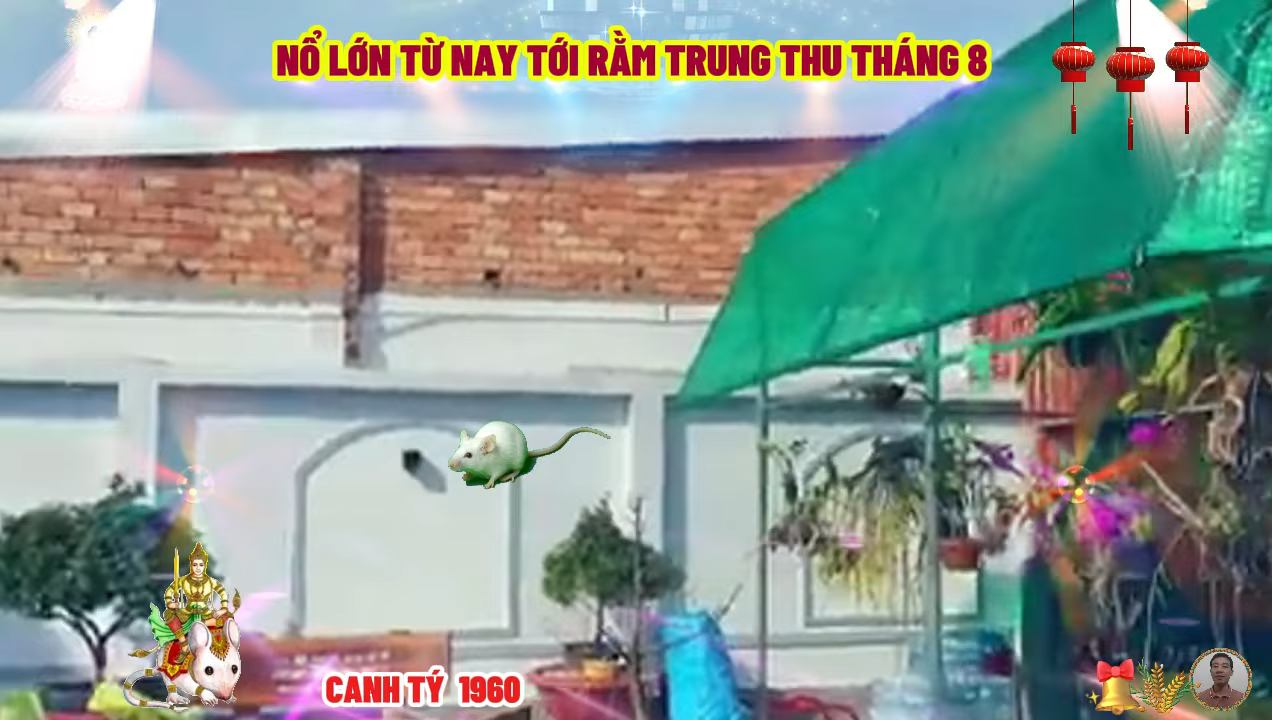 NỔ LỚN TỪ NAY TỚI RẰM TRUNG THU THÁNG 8
CANH TÝ 1960